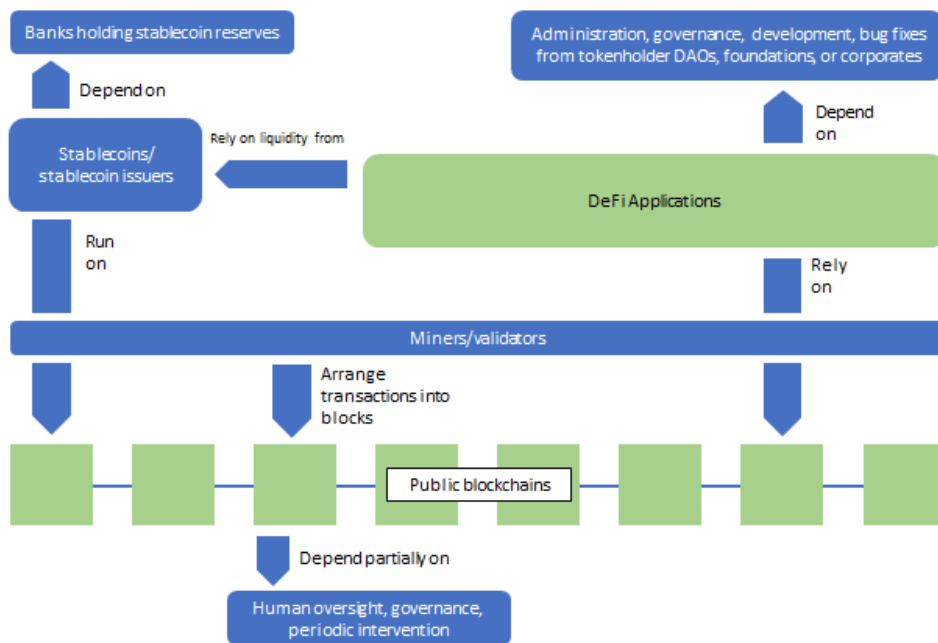 Banks holding stablecoin reserves
Administration, governance, development, bug fixes
from tokenholder DAOs, foundations, or corporates
Depend on
Depend
on
Stablecoins/
stablecoin issuers
Rely on liquidity from
DeFi Applications
Run
on
Rely
on
Miners/validators
Arrange
transactions into
blocks
Public blockchains
Depend partially on
Human oversight, governance,
periodic intervention